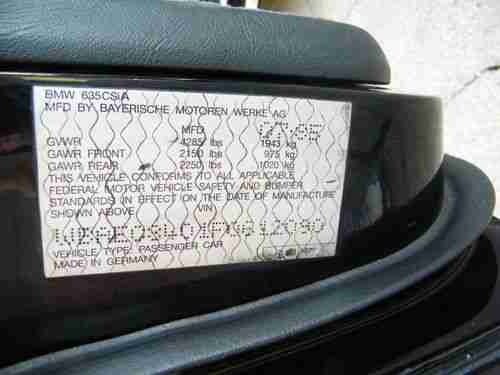 BMW 635CSiA
MFD BY BAYERISCHE MOTOREN WERKE AG
MFD 07/85
GVWR 4285 lbs 1943 kg
GAWR FRONT 2150 lbs 975 kg
GAWR REAR 2250 lbs 1020 kg
THIS VEHICLE CONFORMS TO ALL APPLICABLE
FEDERAL MOTOR VEHICLE SAFETY AND BUMPER
STANDARDS IN EFFECT ON THE DATE OF MANUFACTURE
SHOWN ABOVE VIN:
VEHICLE TYPE: PASSENGER CAR
MADE IN GERMANY